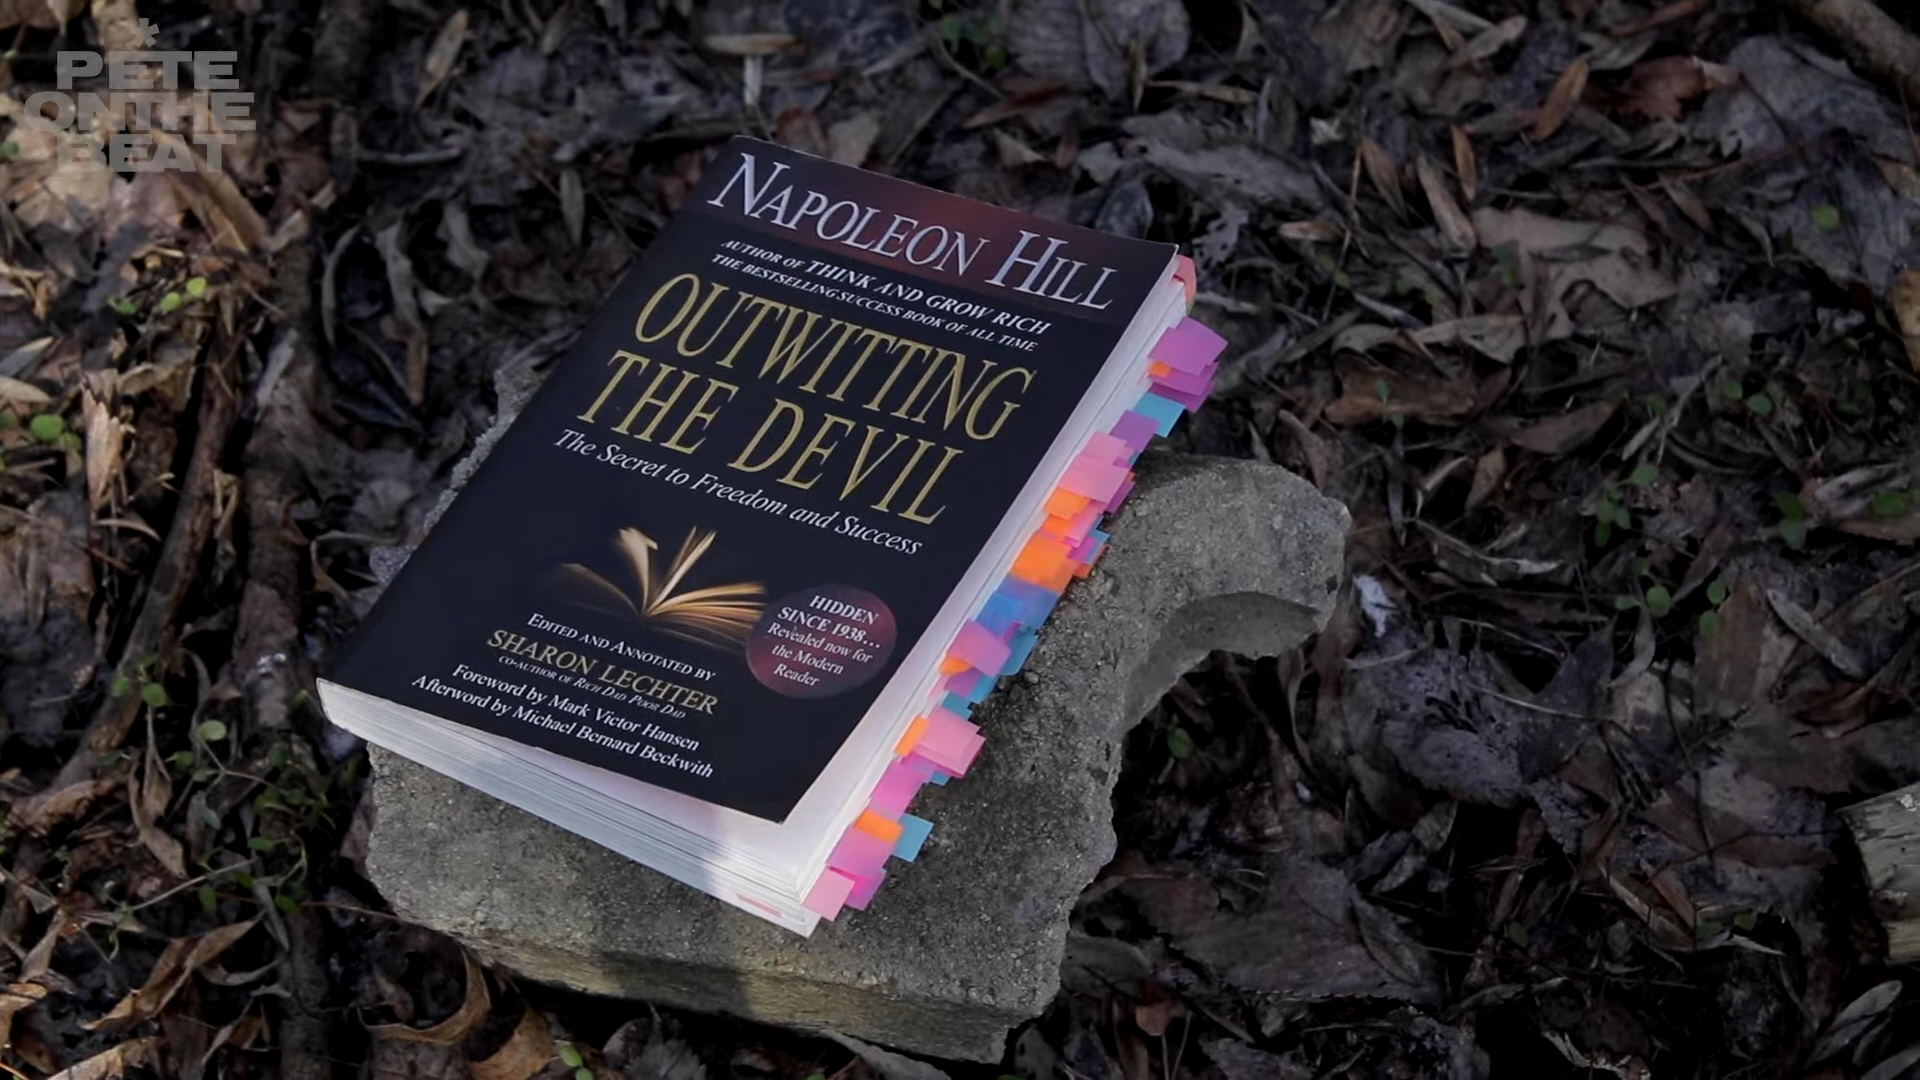 PETE
ONTHE
BEAT
NAPOLEON HILL
AUTHOR OF THINK AND GROW RICH
THE BESTSELLING SUCCESS BOOK OF ALL TIME
OUTWITTING
THE DEVIL
The Secret to Freedom and Success
HIDDEN
SINCE 1938...
Revealed now for
the Modern
Reader
EDITED AND ANNOTATED BY
SHARON LECHTER
CO-AUTHOR OF RICH DAD POOR DAD
Foreword by Mark Victor Hansen
Afterword by Michael Bernard Beckwith